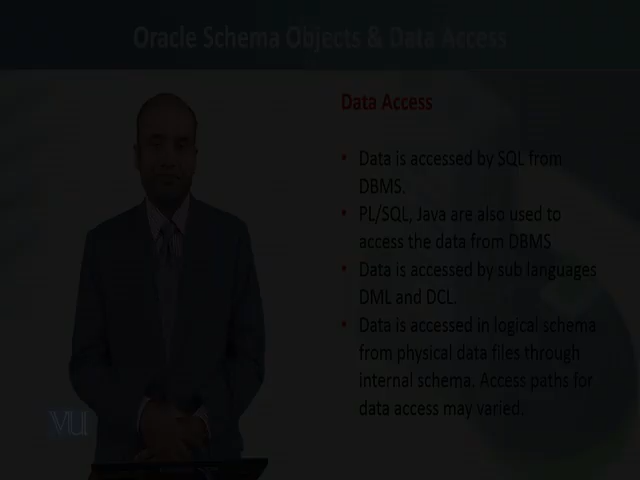 Oracle Schema Objects & Data Access
Data Access
• Data is accessed by SQL from
DBMS.
• PL/SQL, Java are also used to
access the data from DBMS
• Data is accessed by sub languages
DML and DCL.
• Data is accessed in logical schema
from physical data files through
internal schema. Access paths for
data access may varied.
VU